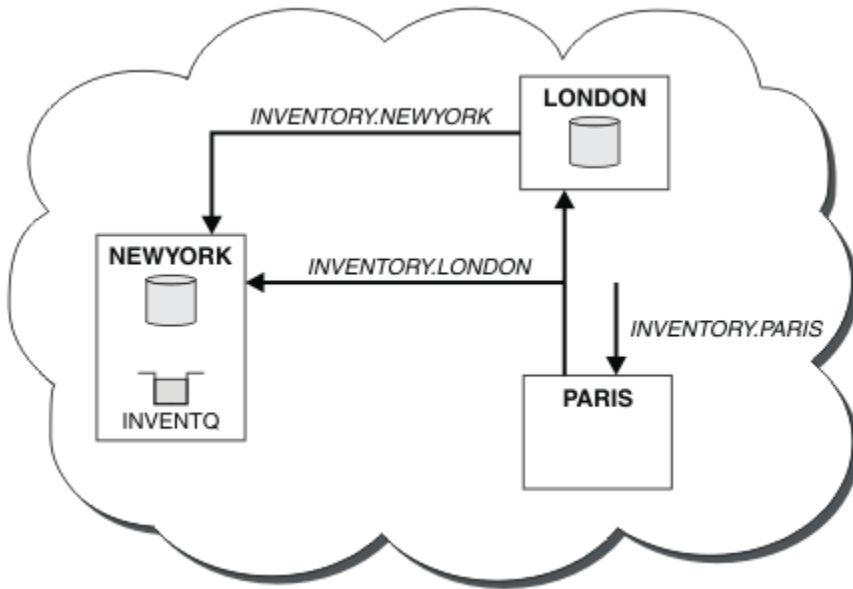 LONDON
INVENTORY.NEWYORK
NEWYORK
INVENTORY.LONDON
INVENTORY.PARIS
PARIS
INVENTQ